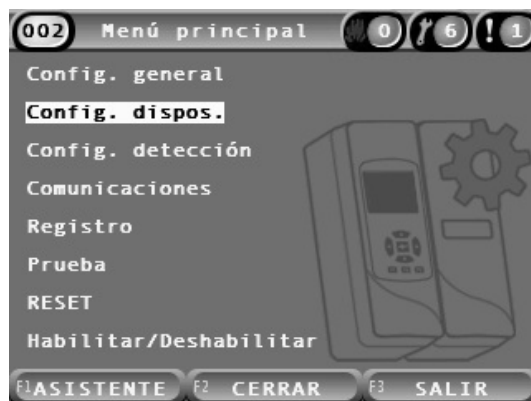 002 Menú principal 0 6 ! 1
Config. general
Config. dispos.
Config. detección
Comunicaciones
Registro
Prueba
RESET
Habilitar/Deshabilitar
F1 ASISTENTE F2 CERRAR F3 SALIR